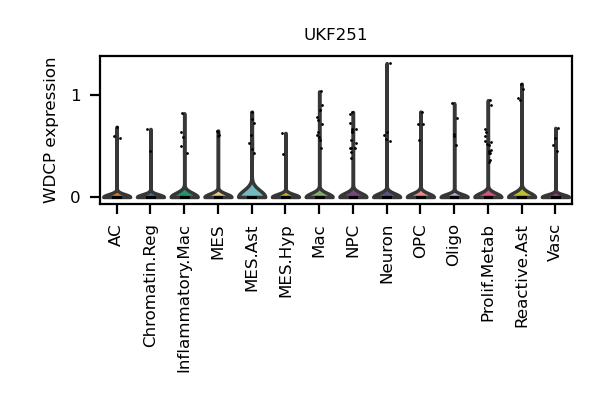 UKF251
WDCP expression
1
0
AC
Chromatin.Reg
Inflammatory.Mac
MES
MES.Ast
MES.Hyp
Mac
NPC
Neuron
OPC
Oligo
Prolif.Metab
Reactive.Ast
Vasc